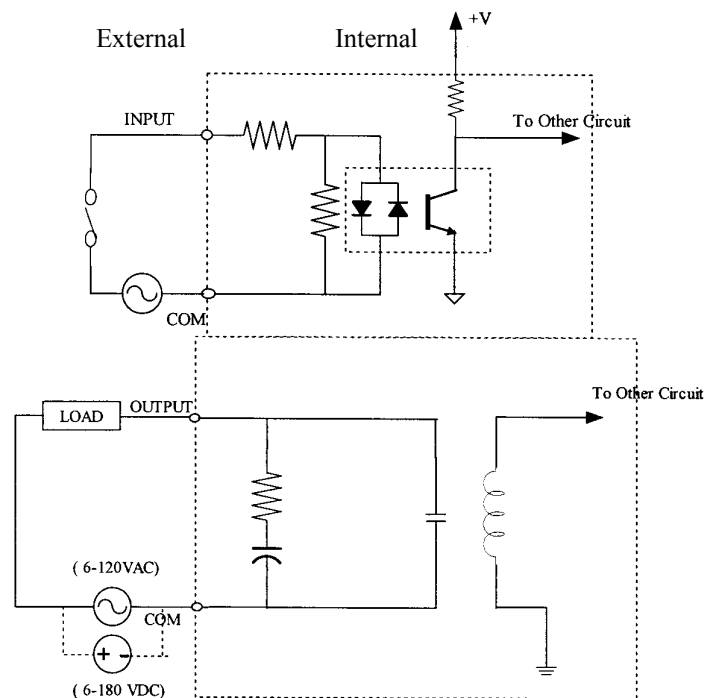 +V
External
Internal
INPUT
To Other Circuit
COM
To Other Circuit
LOAD
OUTPUT
( 6-120VAC)
COM
+ -
( 6-180 VDC)